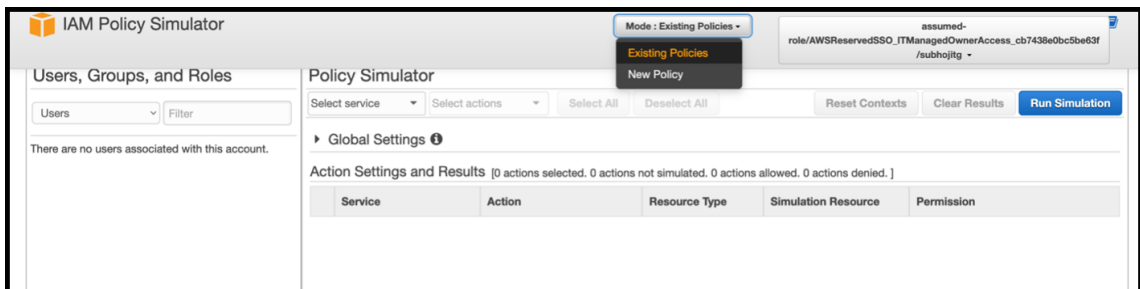 IAM Policy Simulator
Mode : Existing Policies
assumed-
role/AWSReservedSSO_ITManagedOwnerAccess_cb7438e0bc5be63f
/subhojitg
Existing Policies
New Policy
Users, Groups, and Roles
Policy Simulator
Users
Filter
Select service
Select actions
Select All
Deselect All
Reset Contexts
Clear Results
Run Simulation
There are no users associated with this account.
Global Settings
Action Settings and Results [0 actions selected. 0 actions not simulated. 0 actions allowed. 0 actions denied. ]
Service Action Resource Type Simulation Resource Permission